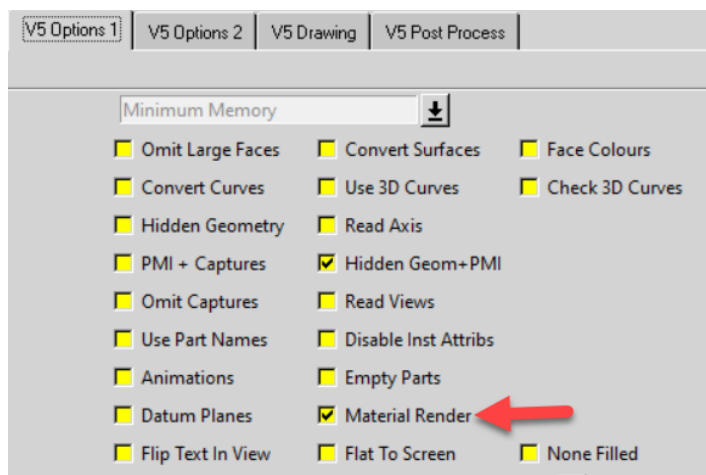 V5 Options 1 V5 Options 2 V5 Drawing V5 Post Process
Minimum Memory
Omit Large Faces Convert Surfaces Face Colours
Convert Curves Use 3D Curves Check 3D Curves
Hidden Geometry Read Axis
PMI + Captures Hidden Geom+PMI
Omit Captures Read Views
Use Part Names Disable Inst Attribs
Animations Empty Parts
Datum Planes Material Render
Flip Text In View Flat To Screen None Filled